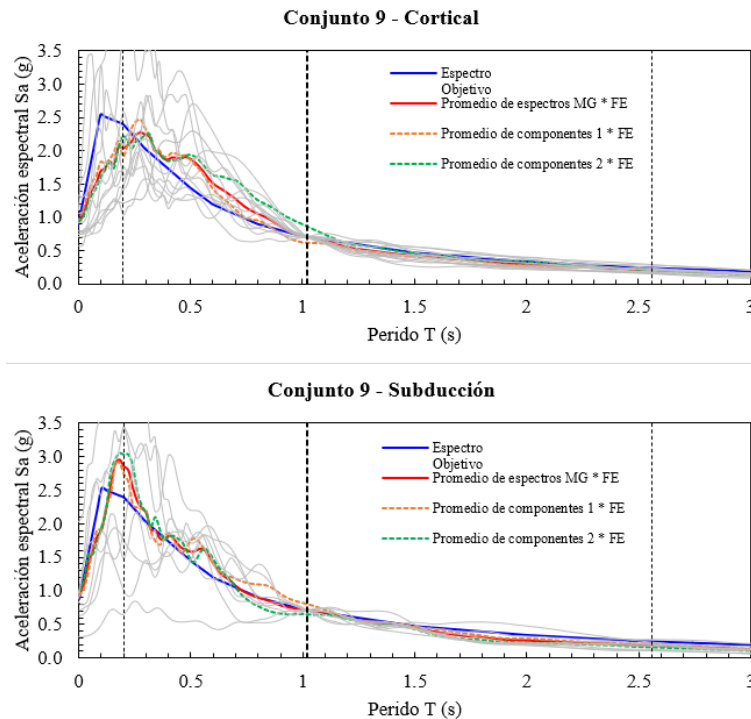 Conjunto 9 - Cortical
Aceleración espectral Sa (g)
3.5
3.0
2.5
2.0
1.5
1.0
0.5
0.0
Espectro
Objetivo
Promedio de espectros MG * FE
Promedio de componentes 1 * FE
Promedio de componentes 2 * FE
0 0.5 1 1.5 2 2.5 3
Perido T (s)
Conjunto 9 - Subducción
Aceleración espectral Sa (g)
3.5
3.0
2.5
2.0
1.5
1.0
0.5
0.0
Espectro
Objetivo
Promedio de espectros MG * FE
Promedio de componentes 1 * FE
Promedio de componentes 2 * FE
0 0.5 1 1.5 2 2.5 3
Perido T (s)